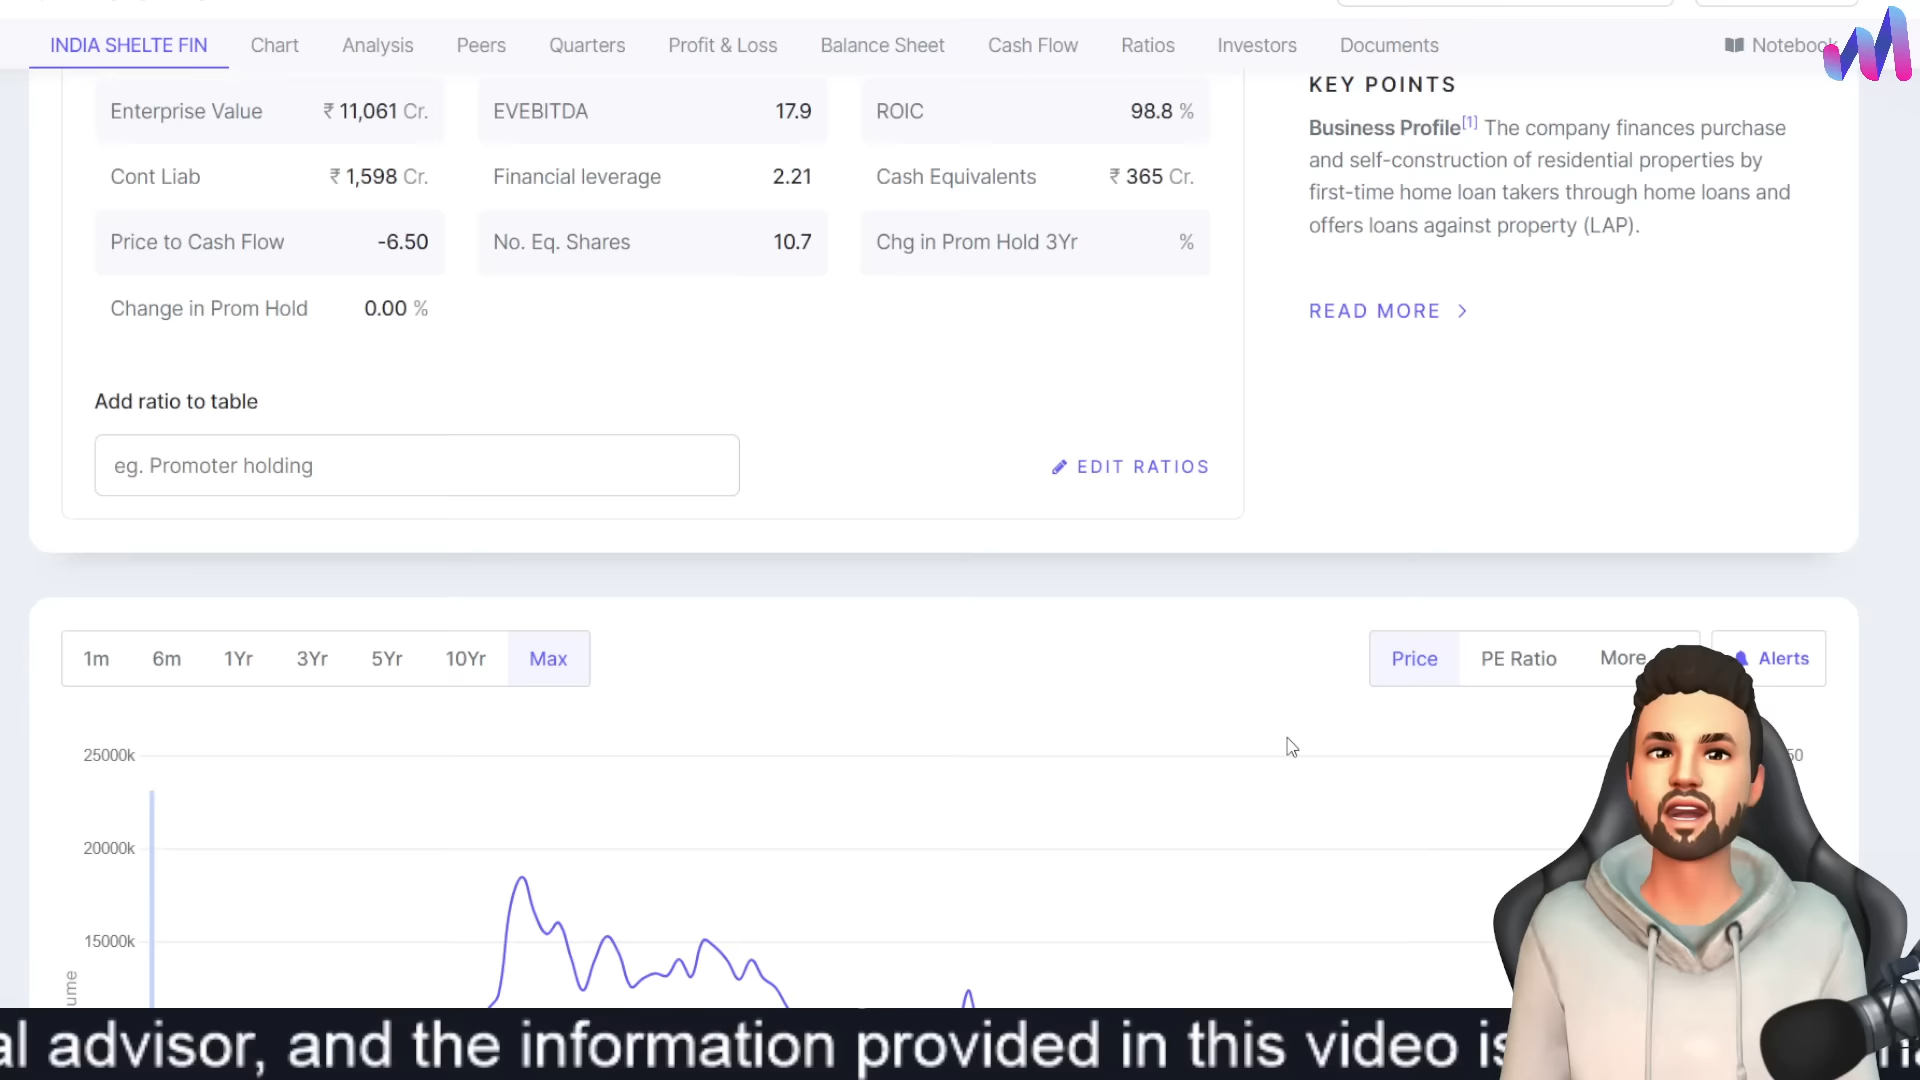 INDIA SHELTE FIN Chart Analysis Peers Quarters Profit & Loss Balance Sheet Cash Flow Ratios Investors Documents Notebook
Enterprise Value ₹ 11,061 Cr. EVEBITDA 17.9 ROIC 98.8 %
Cont Liab ₹ 1,598 Cr. Financial leverage 2.21 Cash Equivalents ₹ 365 Cr.
Price to Cash Flow -6.50 No. Eq. Shares 10.7 Chg in Prom Hold 3Yr %
Change in Prom Hold 0.00 %
Add ratio to table
eg. Promoter holding
EDIT RATIOS
KEY POINTS
Business Profile[1] The company finances purchase
and self-construction of residential properties by
first-time home loan takers through home loans and
offers loans against property (LAP).
READ MORE
1m 6m 1Yr 3Yr 5Yr 10Yr Max
Price PE Ratio More Alerts
25000k
20000k
15000k
advisor, and the information provided in this video